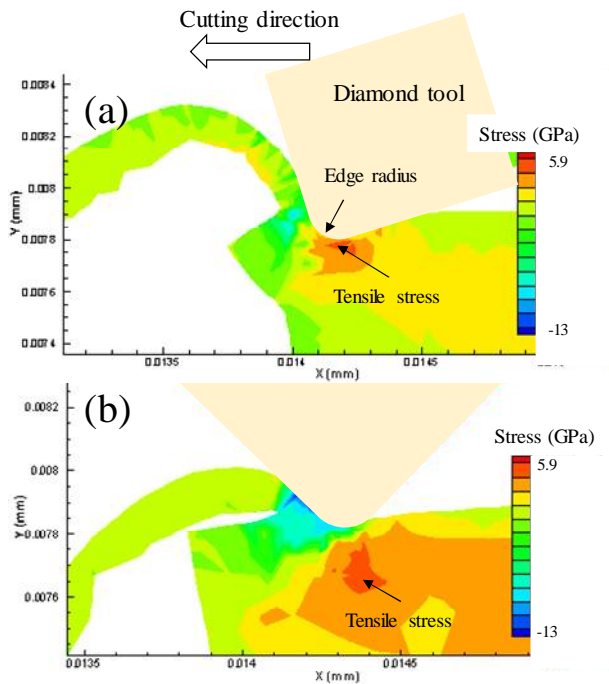 Cutting direction
(a)
Diamond tool
Stress (GPa)
5.9
-13
Edge radius
Tensile stress
0.0084
0.0082
0.008
0.0078
0.0076
0.0074
Y (mm)
0.0135
0.014
0.0145
X (mm)
(b)
Stress (GPa)
5.9
-13
Tensile stress
0.0082
0.008
0.0078
0.0076
Y (mm)
0.0135
0.014
0.0145
X (mm)